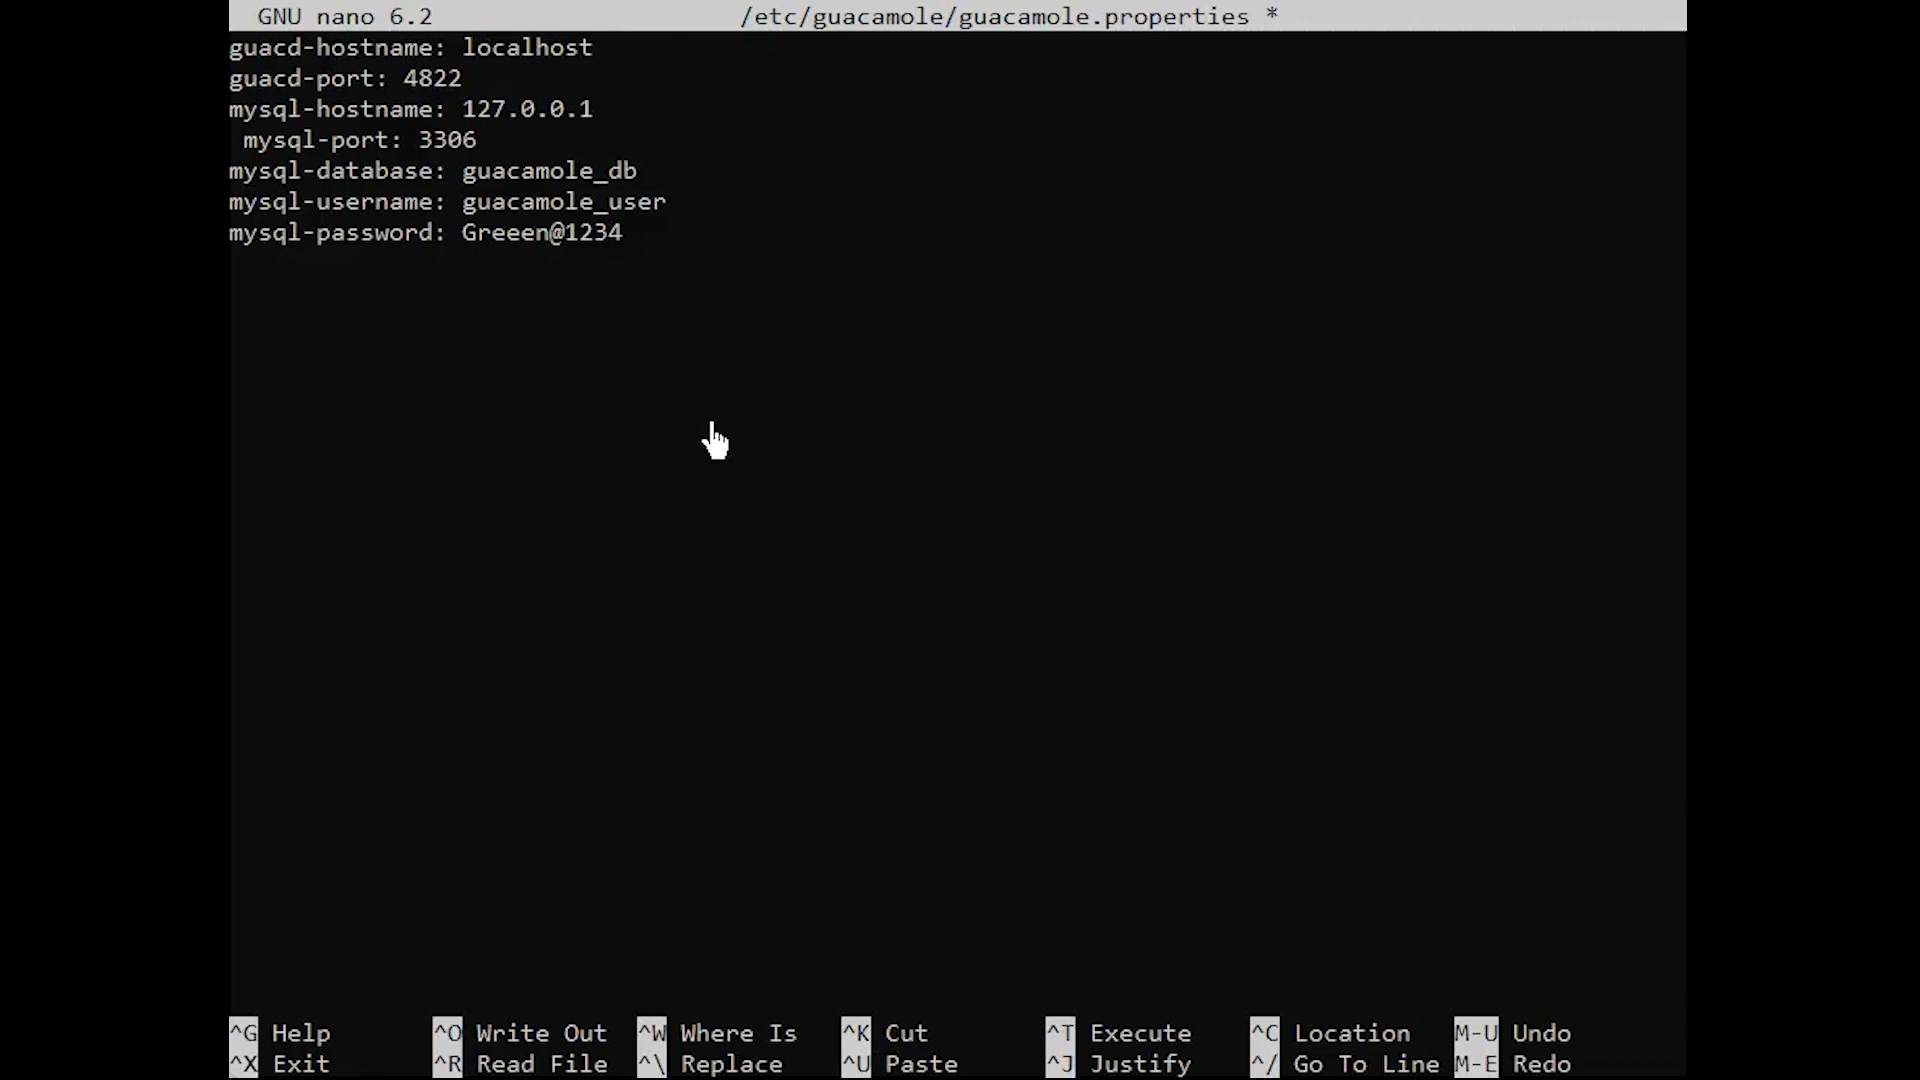 GNU nano 6.2 /etc/guacamole/guacamole.properties *
guacd-hostname: localhost
guacd-port: 4822
mysql-hostname: 127.0.0.1
 mysql-port: 3306
mysql-database: guacamole_db
mysql-username: guacamole_user
mysql-password: Greeen@1234
^G Help ^O Write Out ^W Where Is ^K Cut ^T Execute ^C Location M-U Undo
^X Exit ^R Read File ^\ Replace ^U Paste ^J Justify ^/ Go To Line M-E Redo